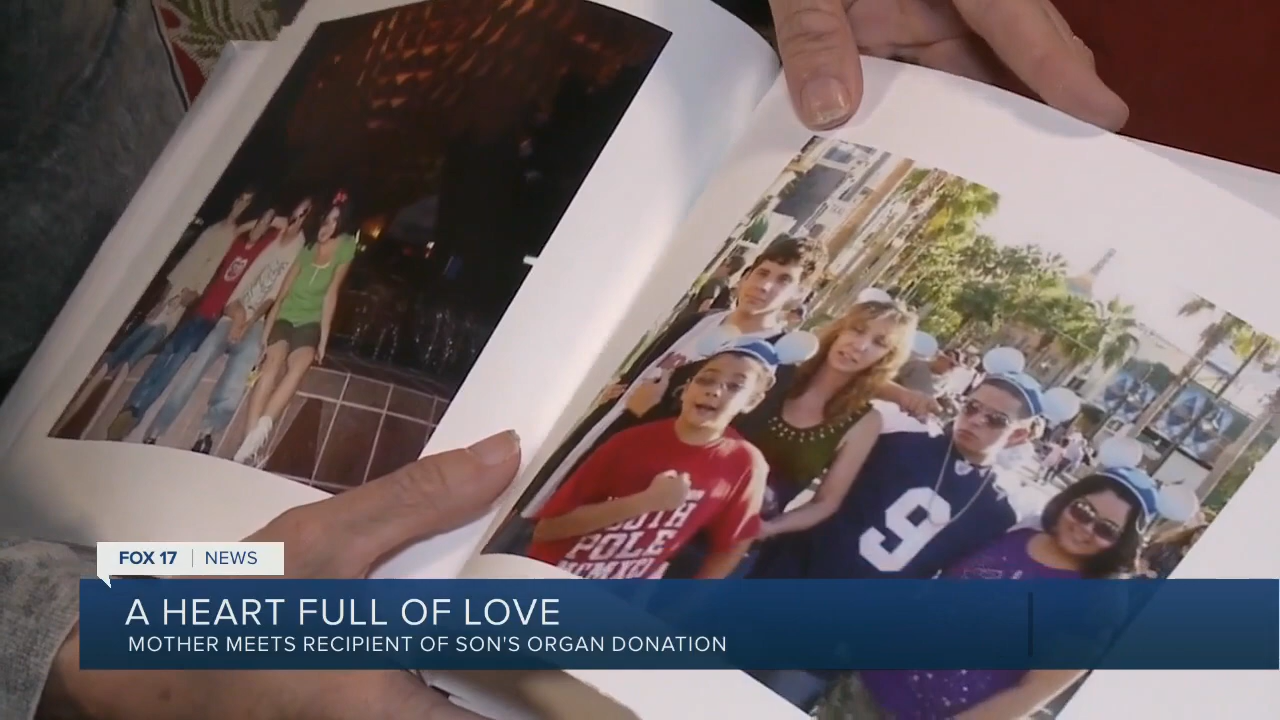 9
SOUTH
POLE
FOX 17 | NEWS
A HEART FULL OF LOVE
MOTHER MEETS RECIPIENT OF SON'S ORGAN DONATION